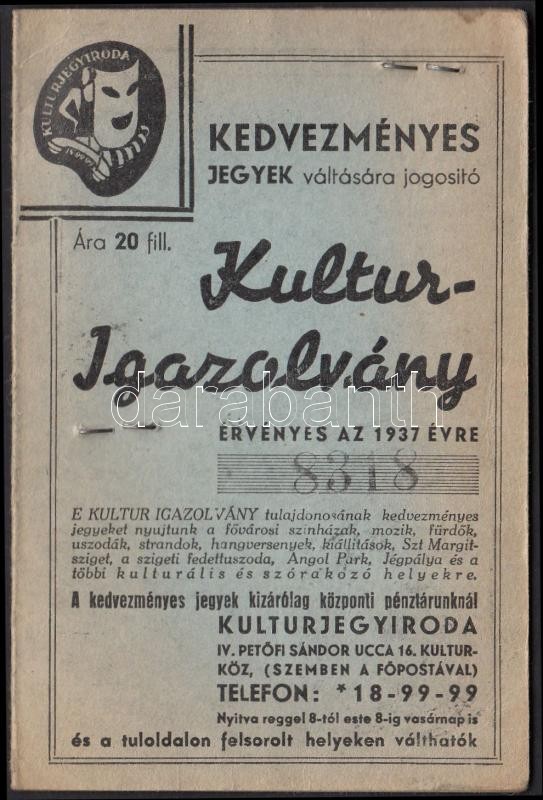 KULTURJEGYIRODA
KEDVEZMÉNYES
JEGYEK váltására jogositó
Ára 20 fill.
Kultur-
Igazolvány
darabanth
ÉRVÉNYES AZ 1937 ÉVRE
8318
E KULTUR IGAZOLVÁNY tulajdonosának kedvezményes
jegyeket nyujtunk a fővárosi szinházak, mozik, fürdők,
uszodák, strandok, hangversenyek, kiállitások, Szt Margit-
sziget, a szigeti fedettuszoda, Angol Park, Jégpálya és a
többi kulturális és szórakozó helyekre.
A kedvezményes jegyek kizárólag központi pénztárunknál
KULTURJEGYIRODA
IV. PETŐFI SÁNDOR UCCA 16. KULTUR-
KÖZ, (SZEMBEN A FŐPOSTÁVAL)
TELEFON: *18-99-99
Nyitva reggel 8-tól este 8-ig vasárnap is
és a tuloldalon felsorolt helyeken válthatók